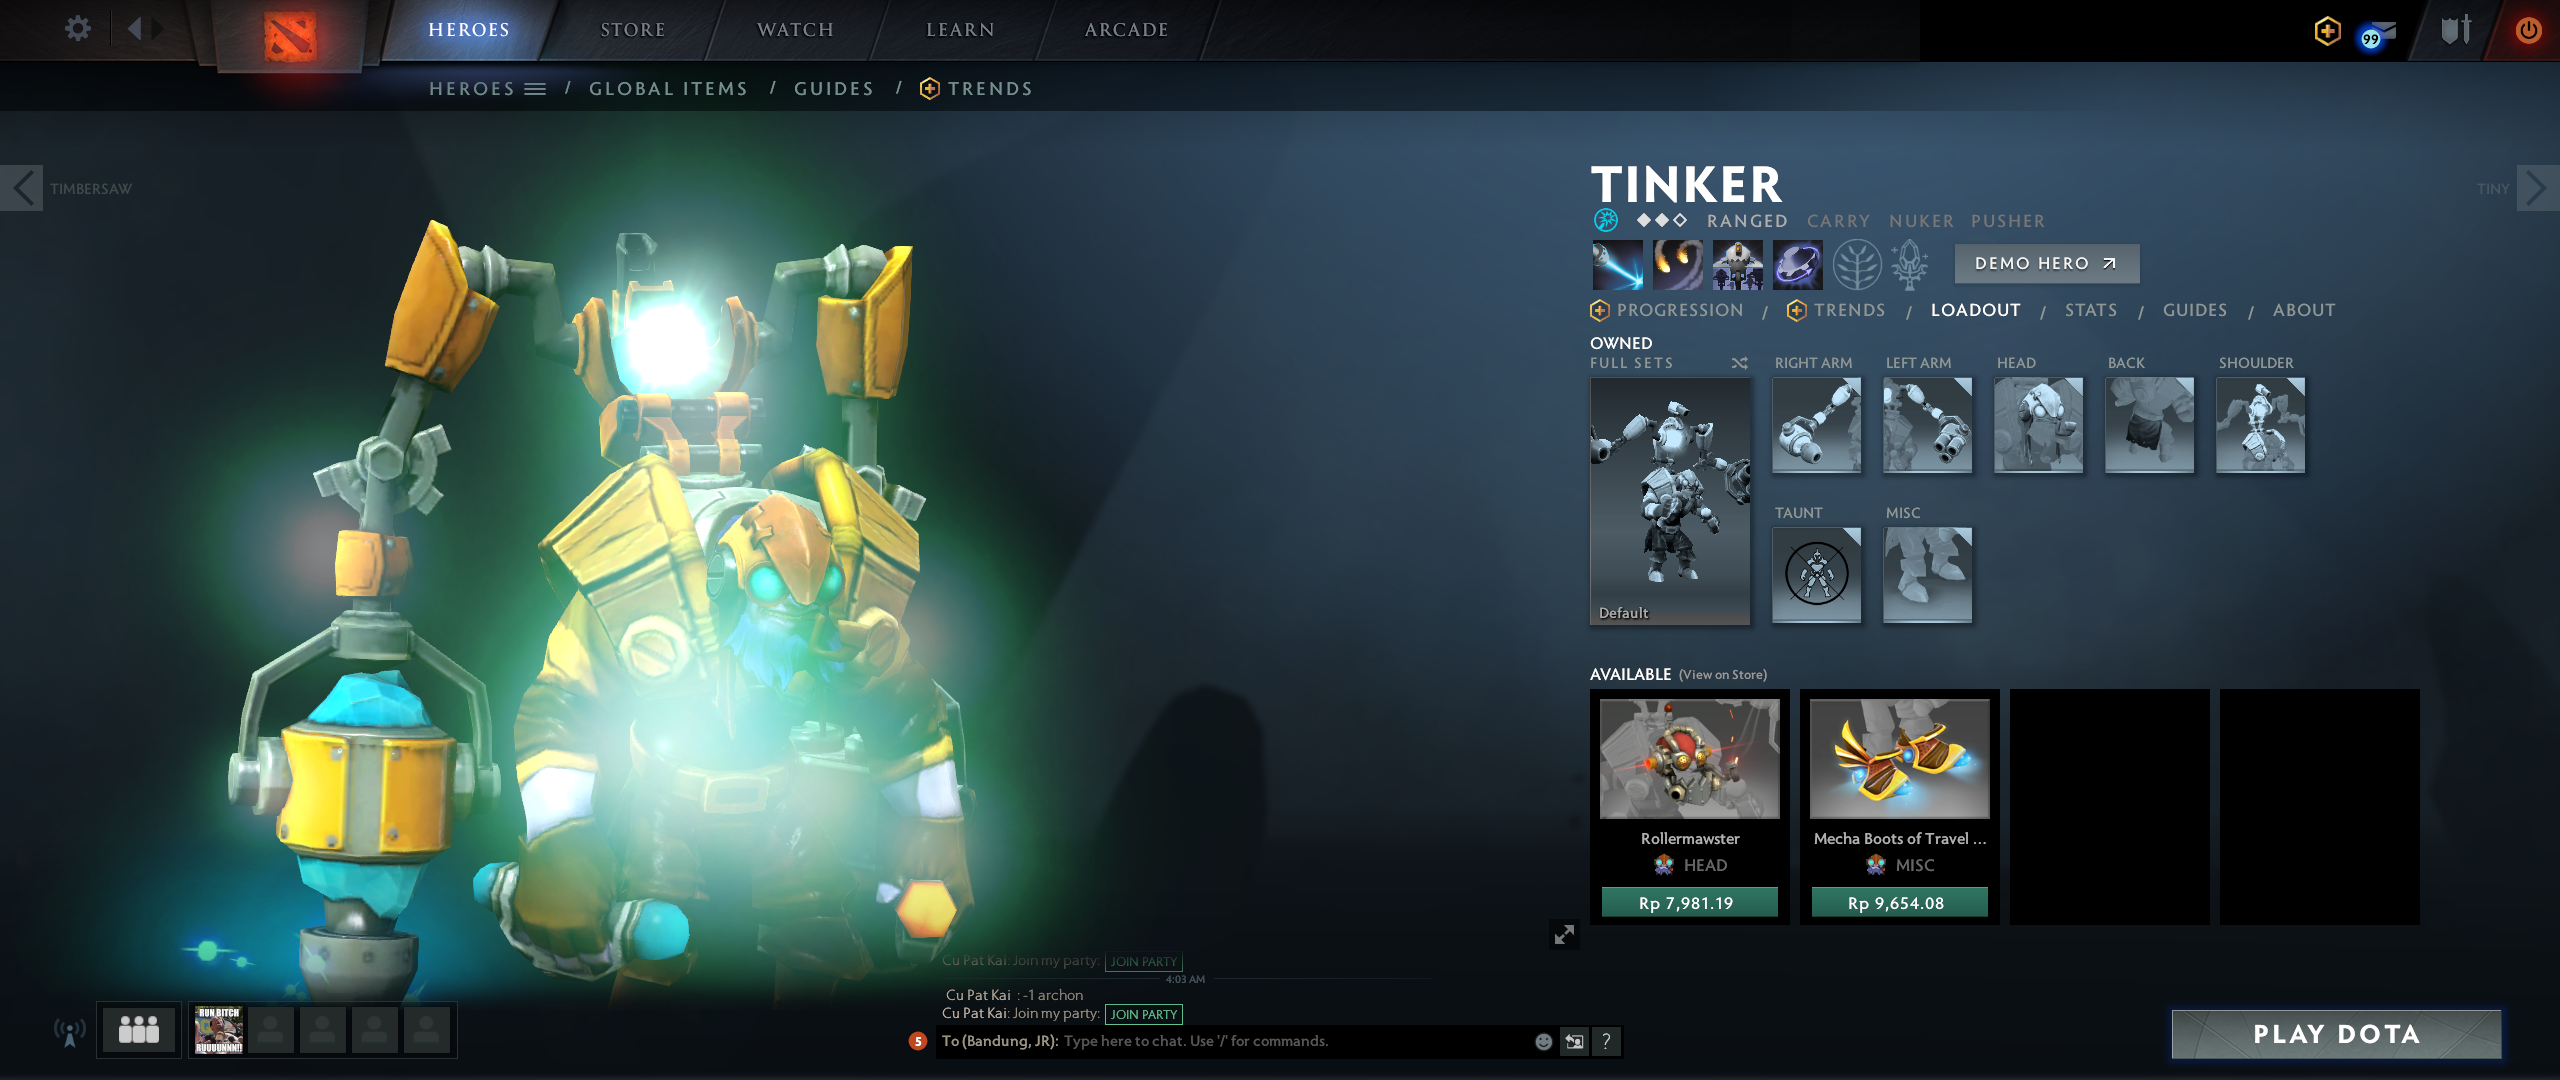 HEROES STORE WATCH LEARN ARCADE
99
HEROES / GLOBAL ITEMS / GUIDES / TRENDS
TIMBERSAW
TINY
TINKER
RANGED CARRY NUKER PUSHER
DEMO HERO
PROGRESSION / TRENDS / LOADOUT / STATS / GUIDES / ABOUT
OWNED
FULL SETS RIGHT ARM LEFT ARM HEAD BACK SHOULDER
TAUNT MISC
Default
AVAILABLE (View on Store)
Rollermawster Mecha Boots of Travel ...
HEAD MISC
Rp 7,981.19 Rp 9,654.08
Cu Pat Kai: Join my party: JOIN PARTY
4:03 AM
Cu Pat Kai : -1 archon
Cu Pat Kai: Join my party: JOIN PARTY
5 To (Bandung, JR): Type here to chat. Use '/' for commands. ?
RUN BITCH
RUUUUNNN!!
PLAY DOTA